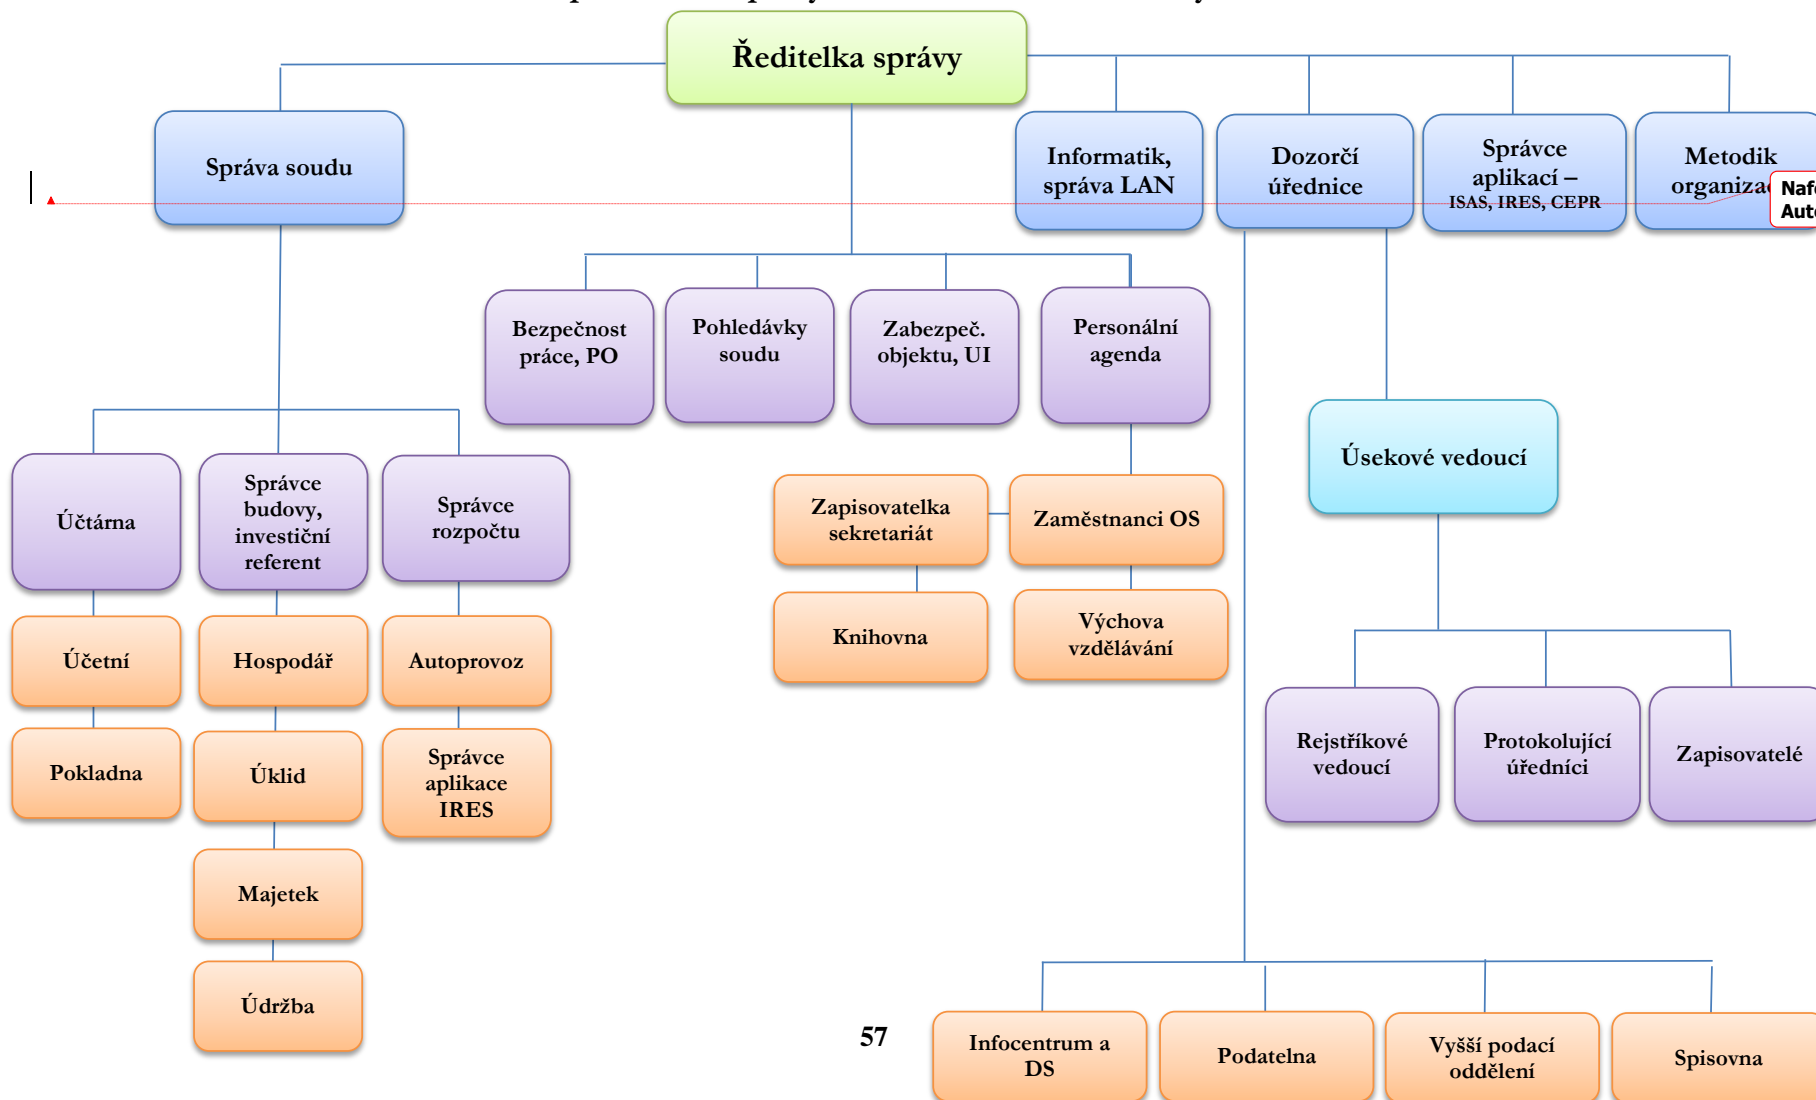 Ředitelka správy
Správa soudu
Informatik,
správa LAN
Dozorčí
úřednice
Správce
aplikací –
ISAS, IRES, CEPR
Metodik
Bezpečnost
práce, PO
Pohledávky
soudu
Zabezpeč.
objektu, UI
Personální
agenda
Úsekové vedoucí
Účtárna
Správce
budovy,
investiční
referent
Správce
rozpočtu
Zapisovatelka
sekretariát
Zaměstnanci OS
Knihovna
Výchova
vzdělávání
Účetní
Hospodář
Autoprovoz
Pokladna
Úklid
Správce
aplikace
IRES
Rejstříkové
vedoucí
Protokolující
úředníci
Zapisovatelé
Majetek
Údržba
57
Infocentrum a
DS
Podatelna
Vyšší podací
oddělení
Spisovna